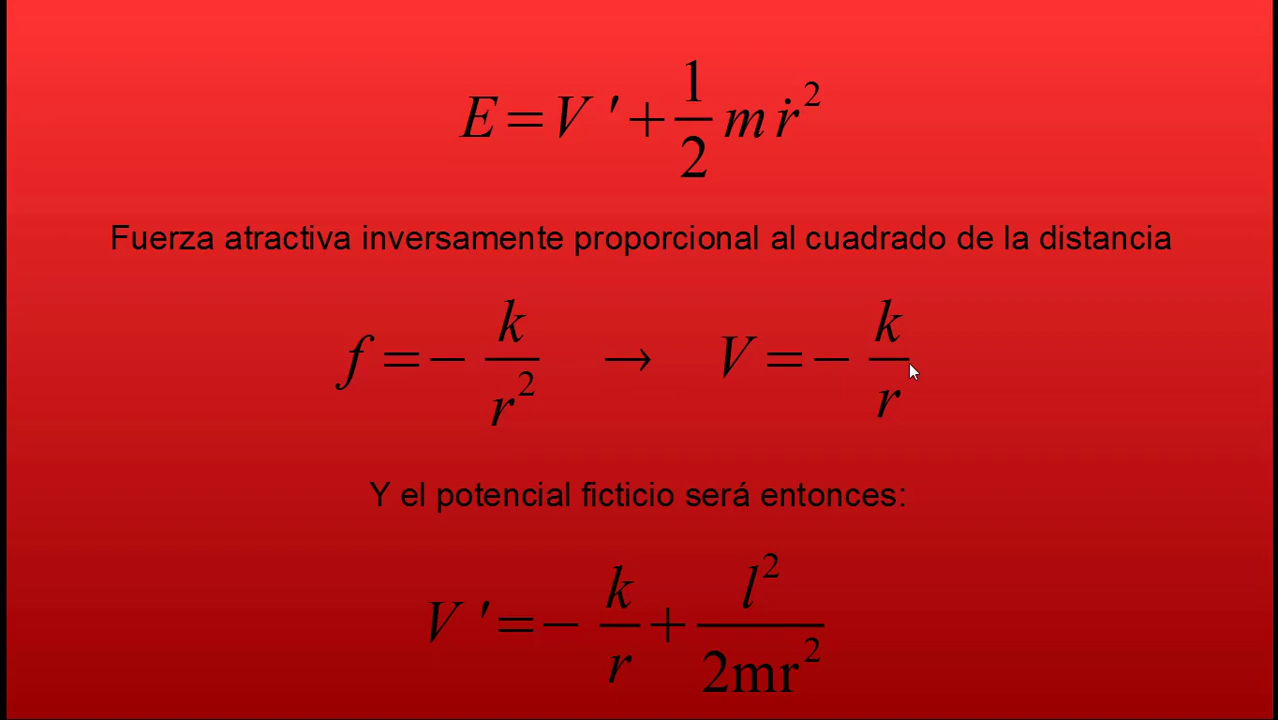 E = V ' + 1/2 m ṙ²
Fuerza atractiva inversamente proporcional al cuadrado de la distancia
f = − k/r² → V = − k/r
Y el potencial ficticio será entonces:
V ' = − k/r + l²/2mr²